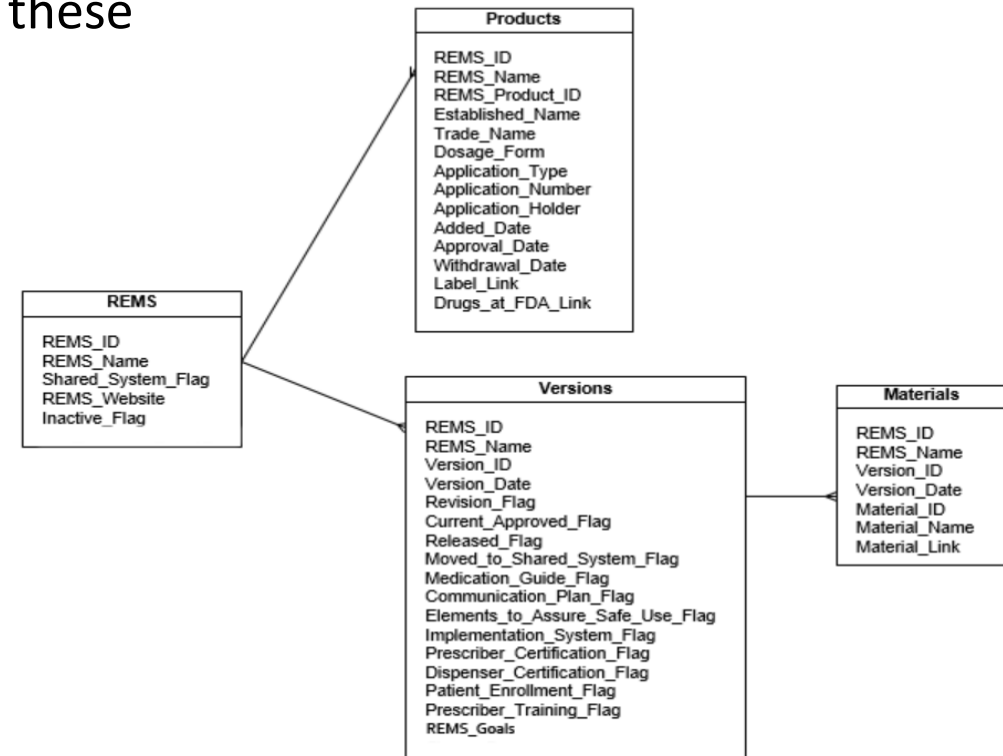 these
Products
REMS_ID
REMS_Name
REMS_Product_ID
Established_Name
Trade_Name
Dosage_Form
Application_Type
Application_Number
Application_Holder
Added_Date
Approval_Date
Withdrawal_Date
Label_Link
Drugs_at_FDA_Link
REMS
REMS_ID
REMS_Name
Shared_System_Flag
REMS_Website
Inactive_Flag
Versions
REMS_ID
REMS_Name
Version_ID
Version_Date
Revision_Flag
Current_Approved_Flag
Released_Flag
Moved_to_Shared_System_Flag
Medication_Guide_Flag
Communication_Plan_Flag
Elements_to_Assure_Safe_Use_Flag
Implementation_System_Flag
Prescriber_Certification_Flag
Dispenser_Certification_Flag
Patient_Enrollment_Flag
Prescriber_Training_Flag
REMS_Goals
Materials
REMS_ID
REMS_Name
Version_ID
Version_Date
Material_ID
Material_Name
Material_Link